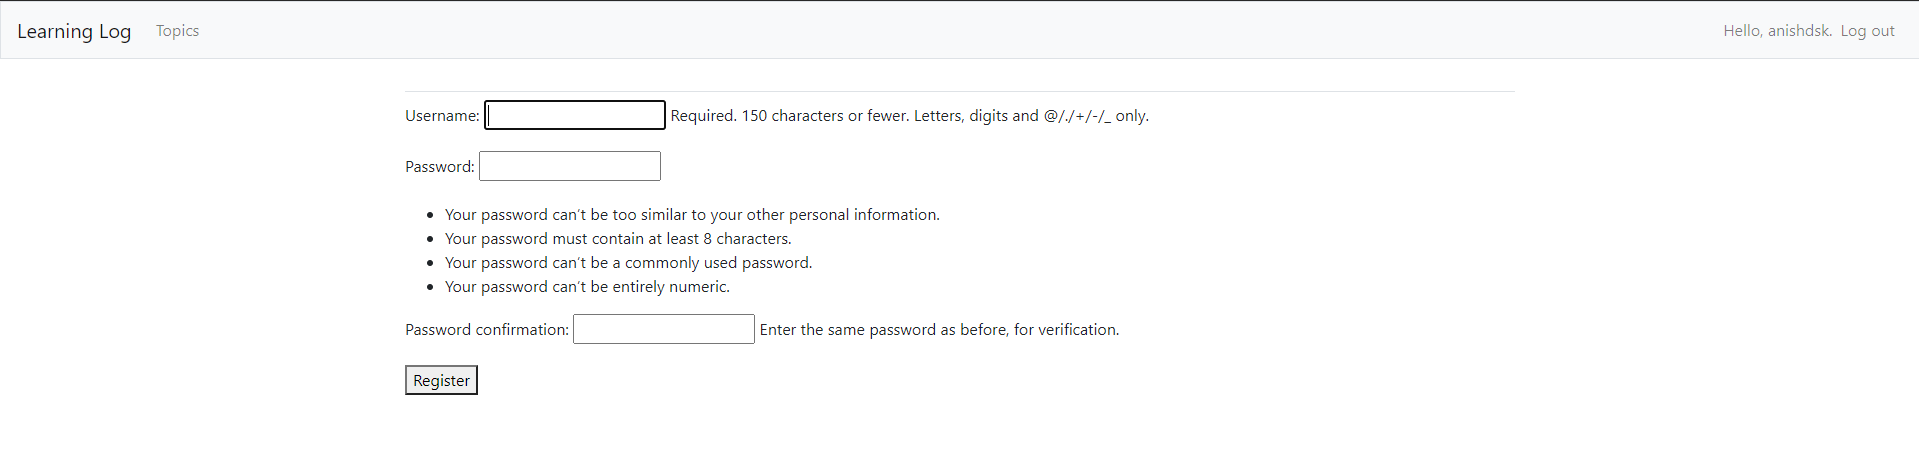 Learning Log Topics Hello, anishdsk. Log out
Username: Required. 150 characters or fewer. Letters, digits and @/./+/-/_ only.
Password:
• Your password can't be too similar to your other personal information.
• Your password must contain at least 8 characters.
• Your password can't be a commonly used password.
• Your password can't be entirely numeric.
Password confirmation: Enter the same password as before, for verification.
Register